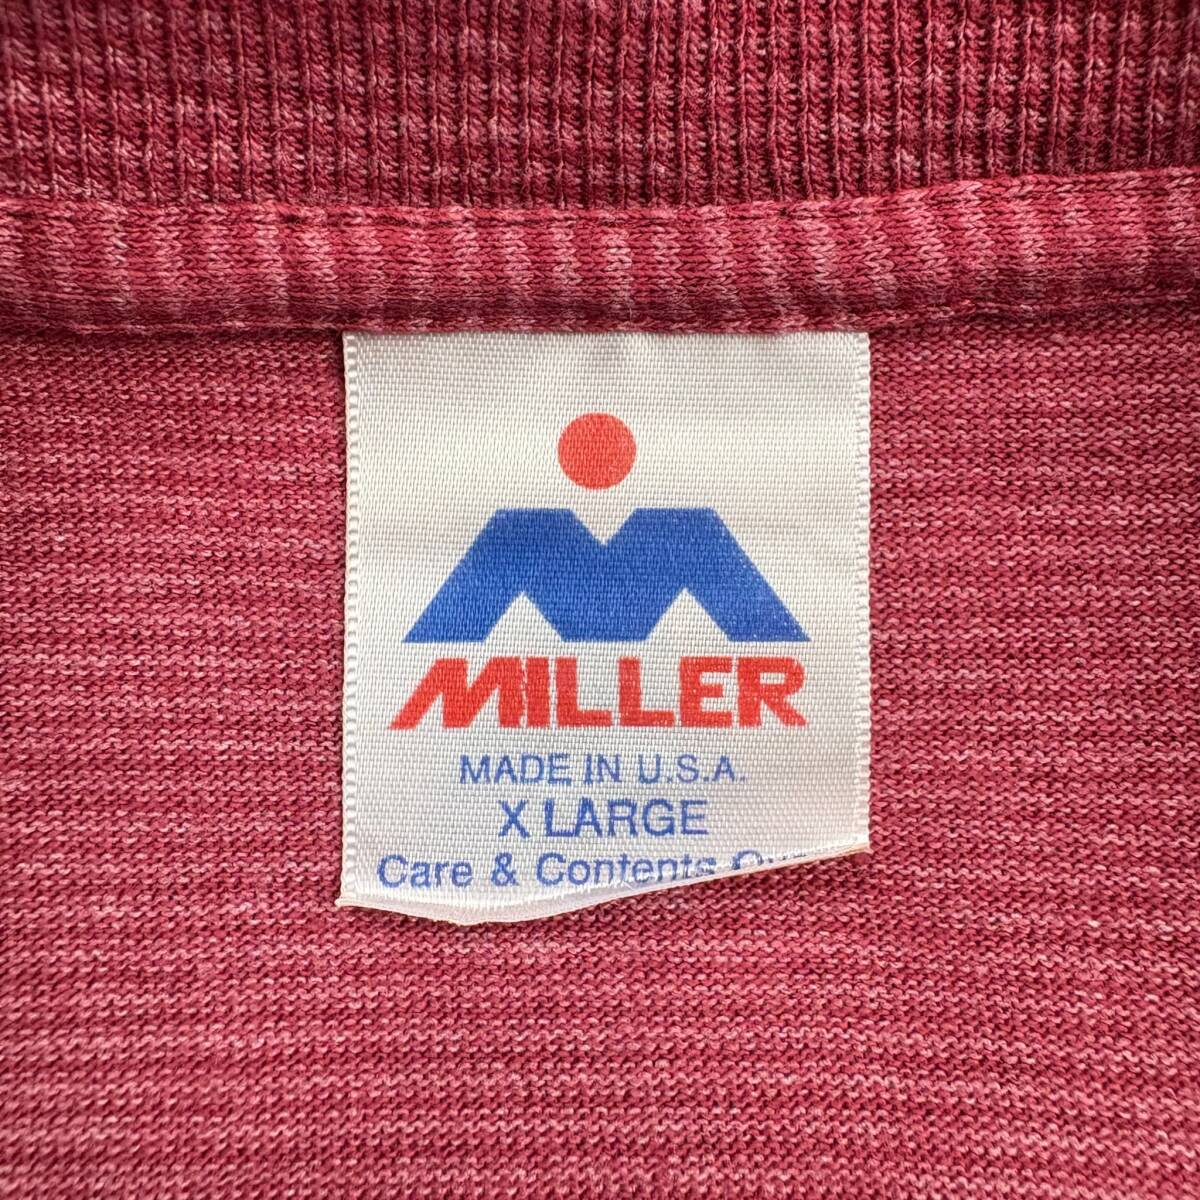 MILLER
MADE IN U.S.A.
X LARGE
Care & Contents